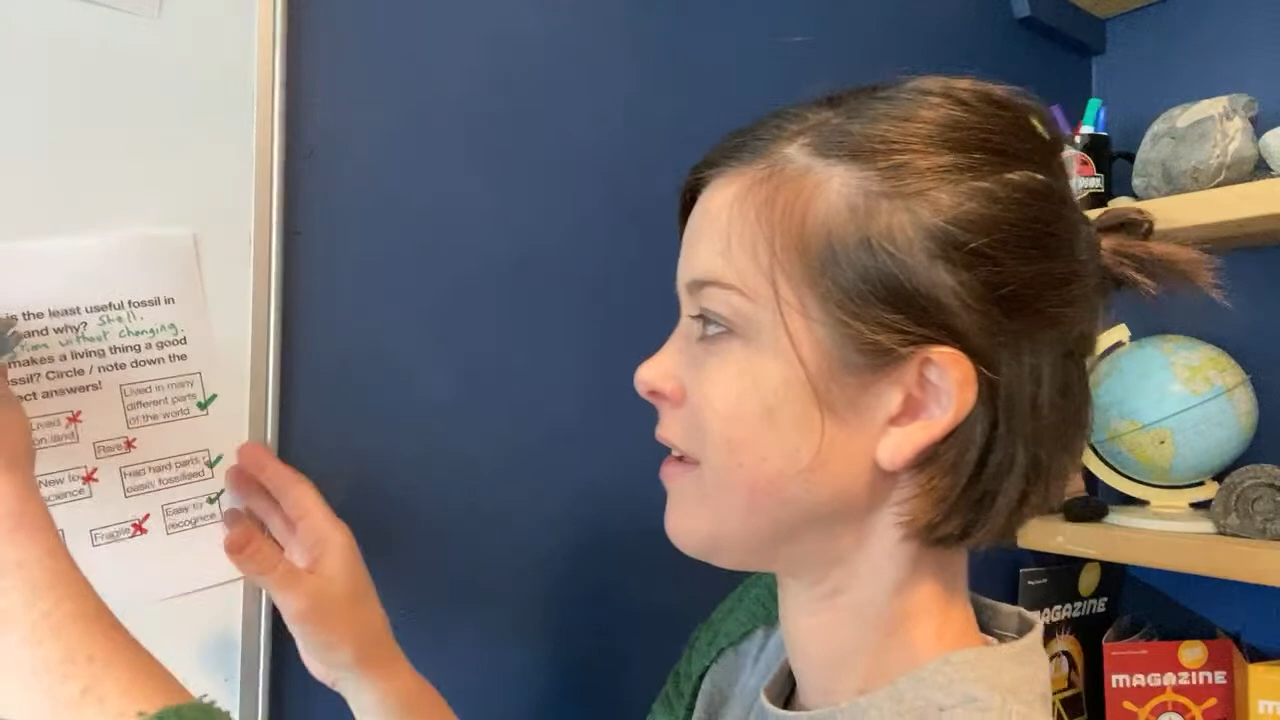 is the least useful fossil in
and why? Shell.
without changing.
makes a living thing a good
ssil? Circle / note down the
ct answers!
Lived in many
different parts
of the world
Lived
on land
Rare
Had hard parts,
easily fossilised
New to
science
Easy to
recognise
Fragile
MAGAZINE
MAGAZINE